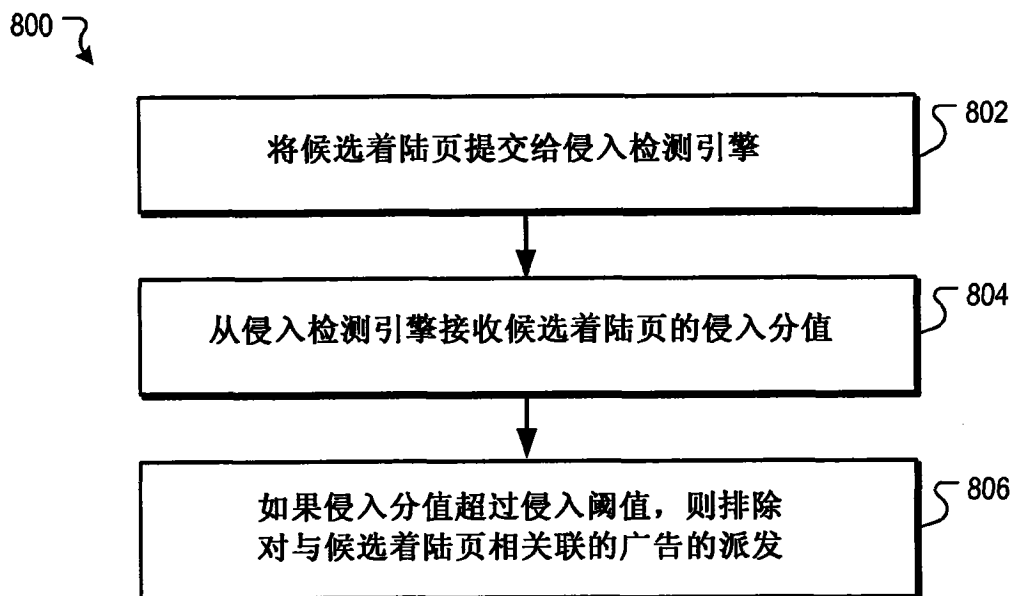 800
将候选着陆页提交给侵入检测引擎
802
从侵入检测引擎接收候选着陆页的侵入分值
804
如果侵入分值超过侵入阈值，则排除
对与候选着陆页相关联的广告的派发
806